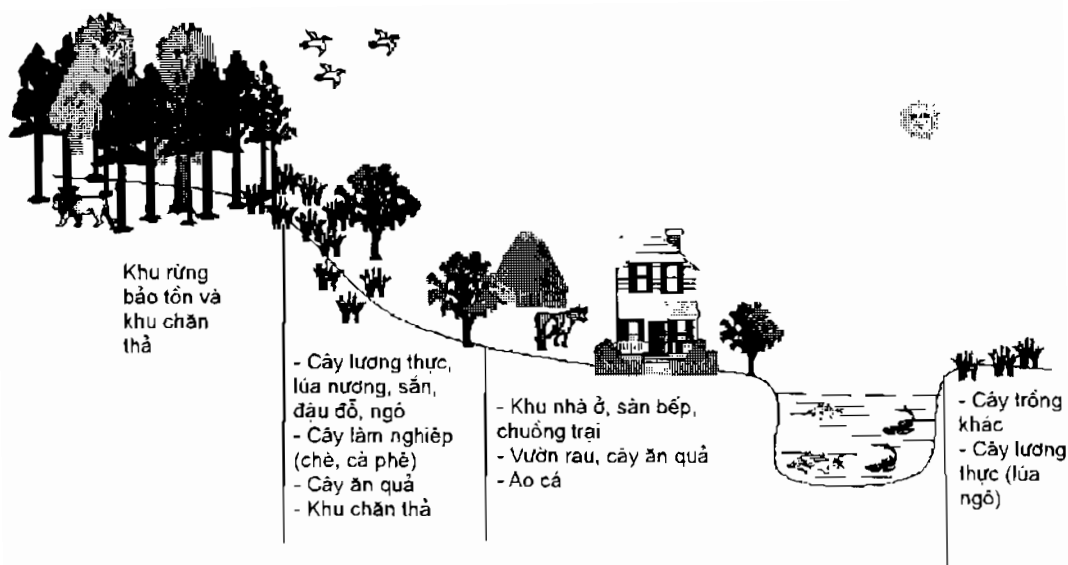 Khu rừng
bảo tồn và
khu chăn
thả
- Cây lương thực,
lúa nương, sắn,
đậu đỗ, ngô
- Cây lâm nghiệp
(chè, cà phê)
- Cây ăn quả
- Khu chăn thả
- Khu nhà ở, sàn bếp,
chuồng trại
- Vườn rau, cây ăn quả
- Ao cá
- Cây trồng
khác
- Cây lương
thực (lúa
ngô)